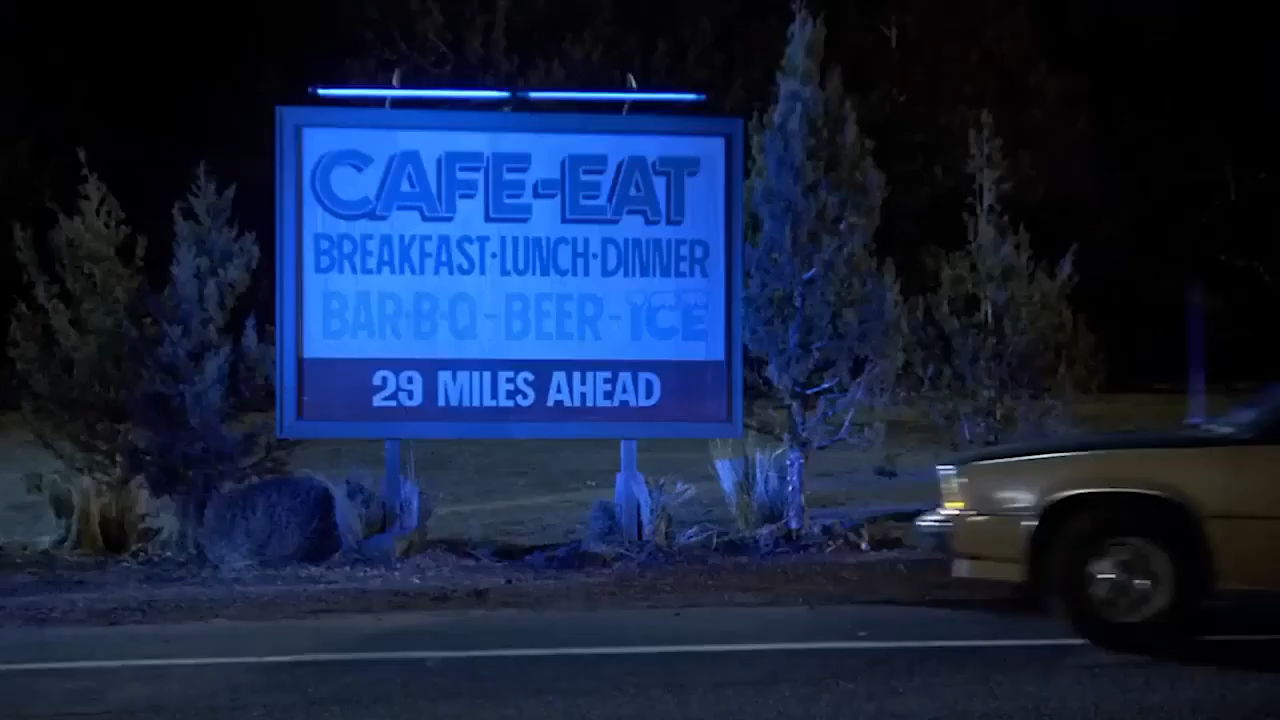 CAFE-EAT
BREAKFAST·LUNCH·DINNER
BAR·B·Q-BEER-ICE
29 MILES AHEAD